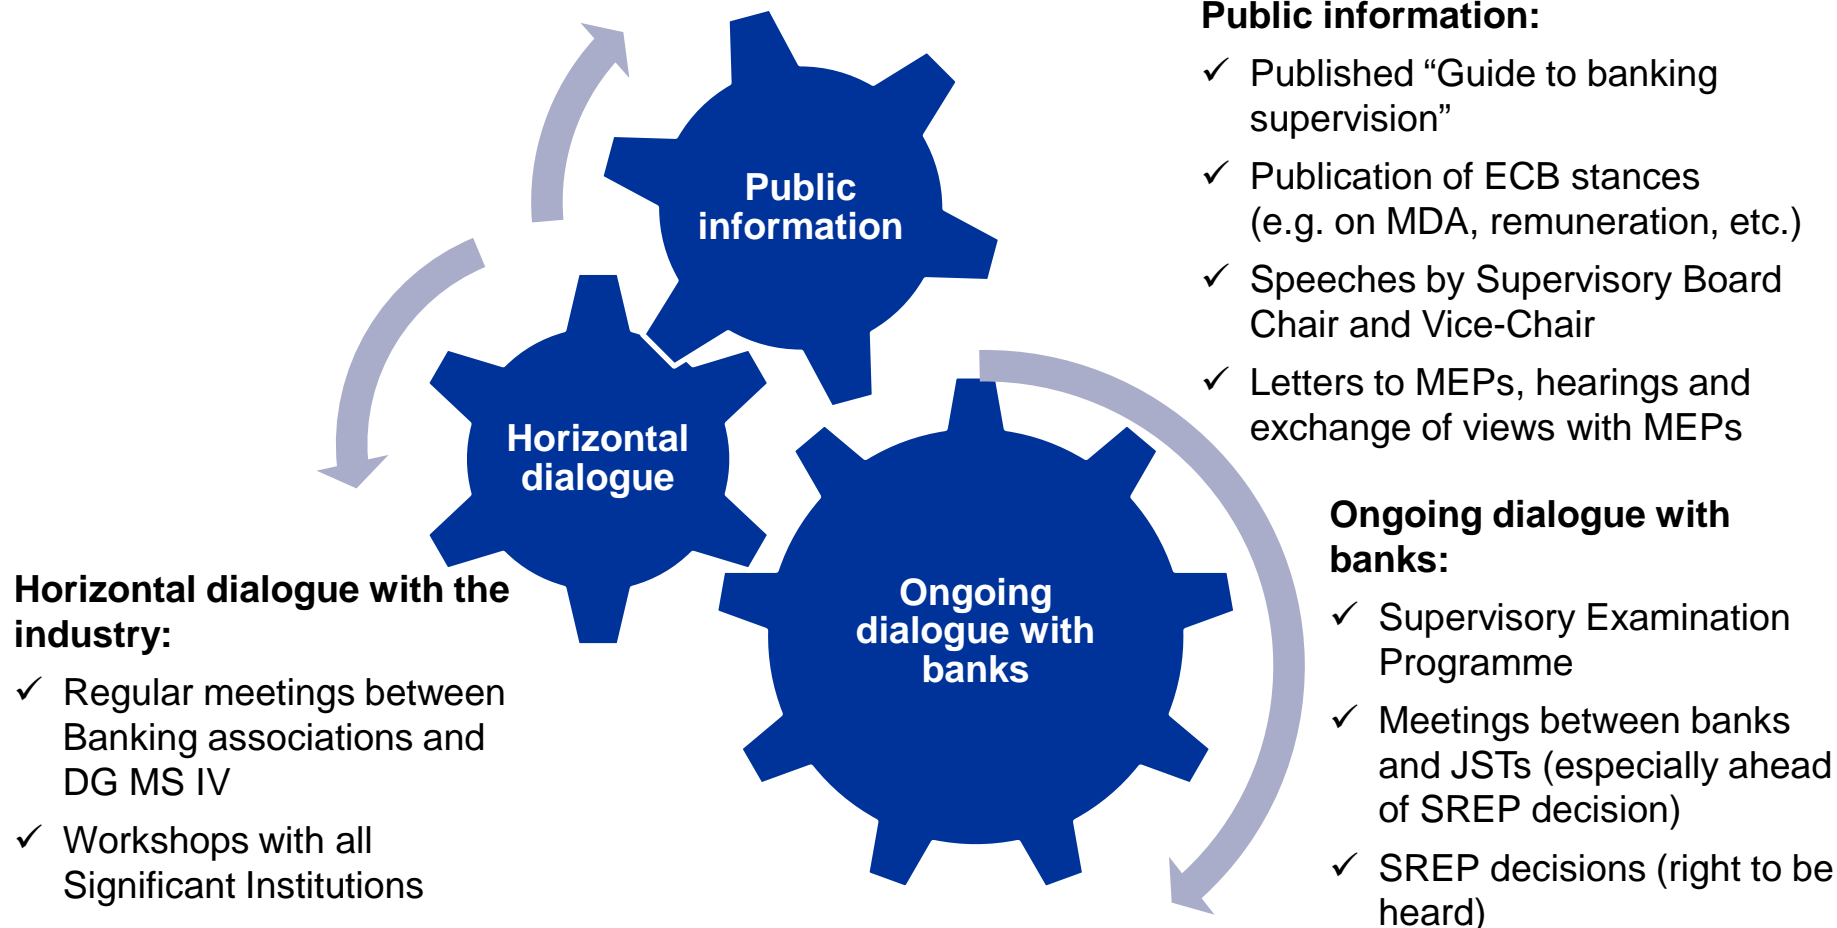 Public information:
✓ Published “Guide to banking
supervision”
✓ Publication of ECB stances
(e.g. on MDA, remuneration, etc.)
✓ Speeches by Supervisory Board
Chair and Vice-Chair
✓ Letters to MEPs, hearings and
exchange of views with MEPs
Public
information
Horizontal
dialogue
Ongoing
dialogue with
banks
Horizontal dialogue with the
industry:
✓ Regular meetings between
Banking associations and
DG MS IV
✓ Workshops with all
Significant Institutions
Ongoing dialogue with
banks:
✓ Supervisory Examination
Programme
✓ Meetings between banks
and JSTs (especially ahead
of SREP decision)
✓ SREP decisions (right to be
heard)